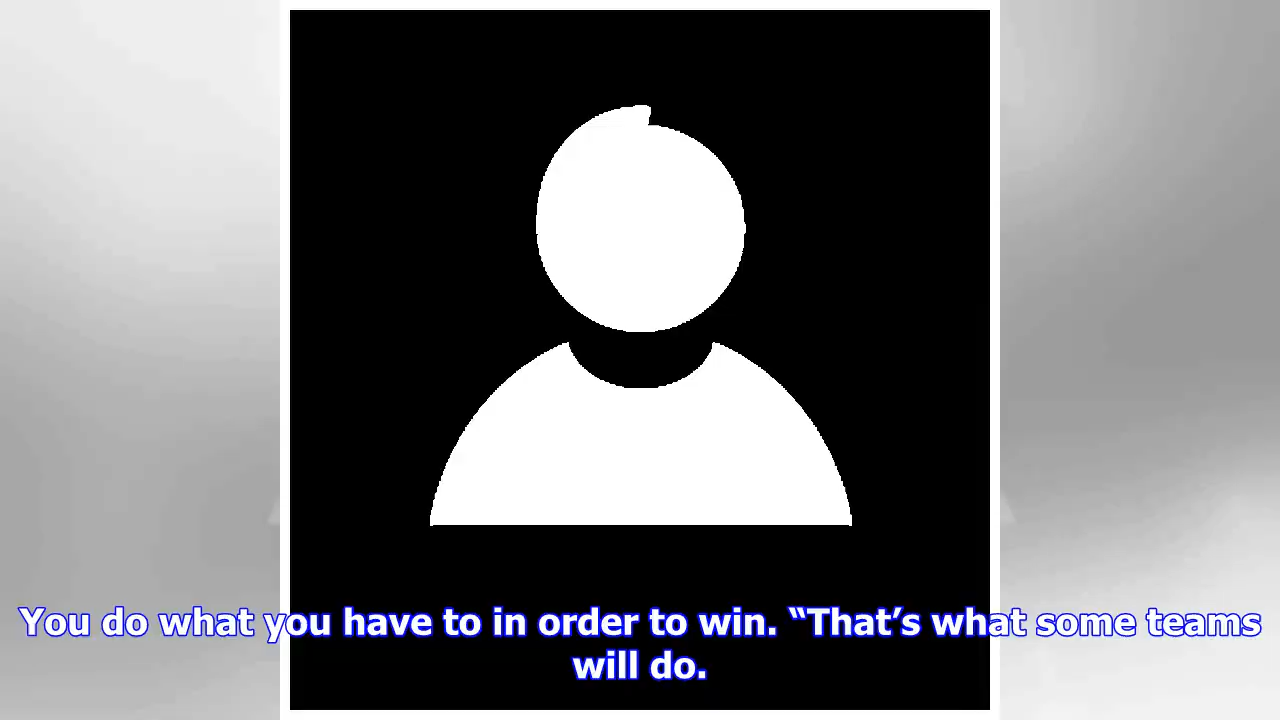 You do what you have to in order to win. “That’s what some teams
will do.